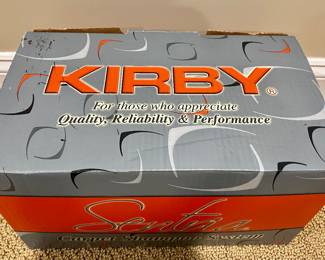 KIRBY®
For those who appreciate
Quality, Reliability & Performance
Sentria
Carpet Shampoo System